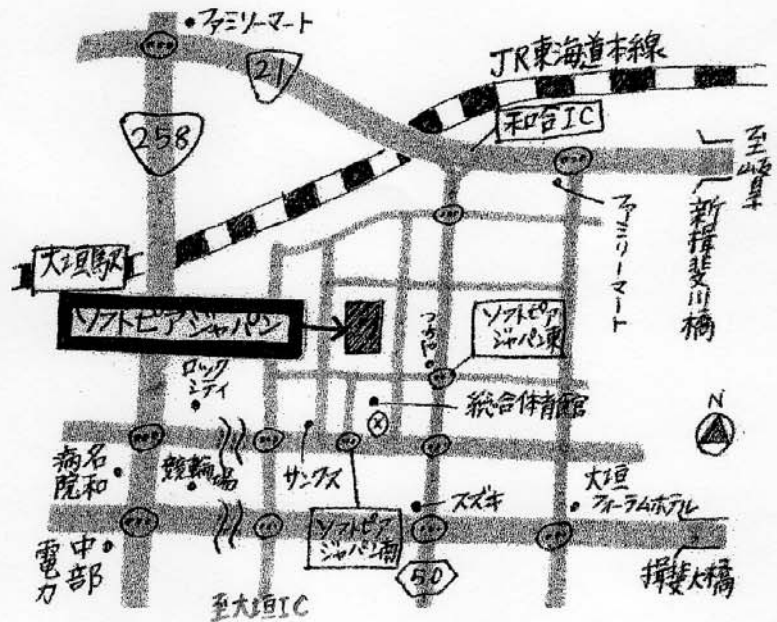 ファミリーマート
JR東海道本線
21
和合IC
258
至岐阜
新揖斐川橋
ファミリーマート
大垣駅
ソフトピアジャパン
ソフトピア
ジャパン東
つちや
ロック
シティ
総合体育館
N
サンクス
名和
病院
競輪場
大垣
フォーラムホテル
スズキ
ソフトピア
ジャパン南
中部
電力
50
揖斐大橋
至大垣IC